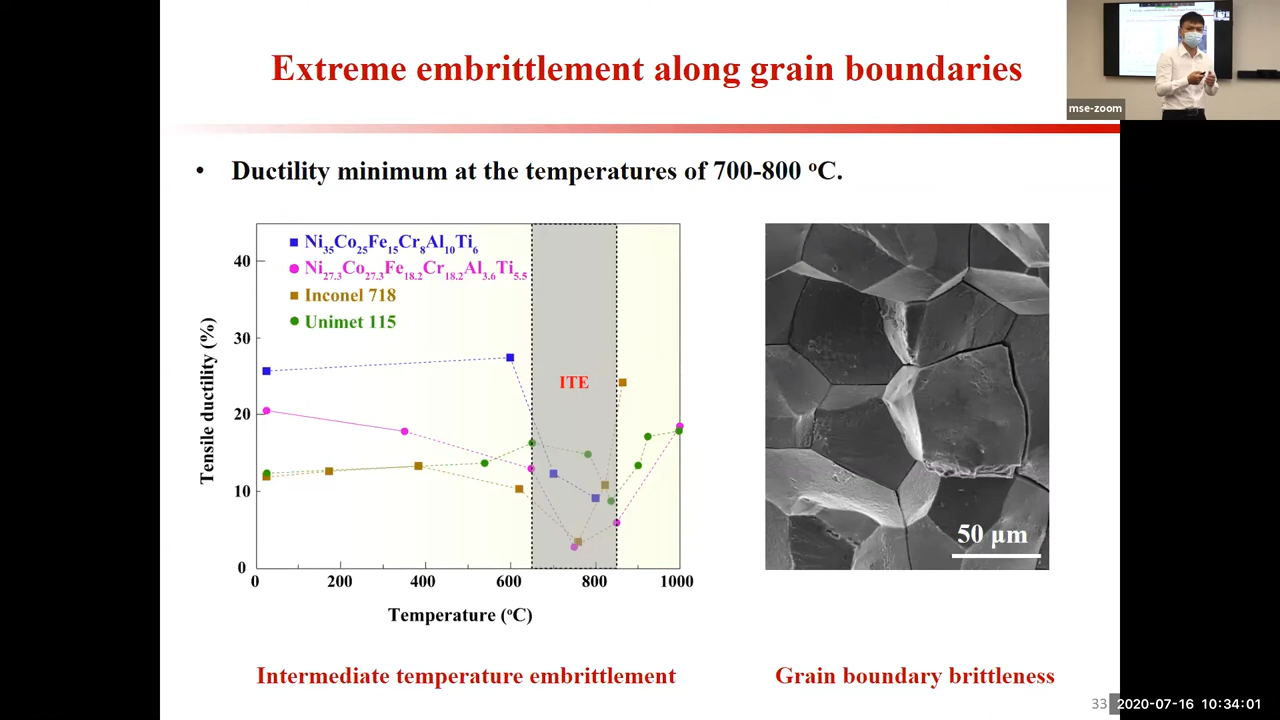 Extreme embrittlement along grain boundaries
mse-zoom
• Ductility minimum at the temperatures of 700-800 ᵒC.
Ni₃₅Co₂₅Fe₁₅Cr₈Al₁₀Ti₆
Ni₂₇.₃Co₂₇.₃Fe₁₈.₂Cr₁₈.₂Al₃.₆Ti₅.₅
Inconel 718
Unimet 115
ITE
Tensile ductility (%)
40
30
20
10
0
0 200 400 600 800 1000
Temperature (ᵒC)
50 µm
Intermediate temperature embrittlement
Grain boundary brittleness
33
2020-07-16 10:34:01